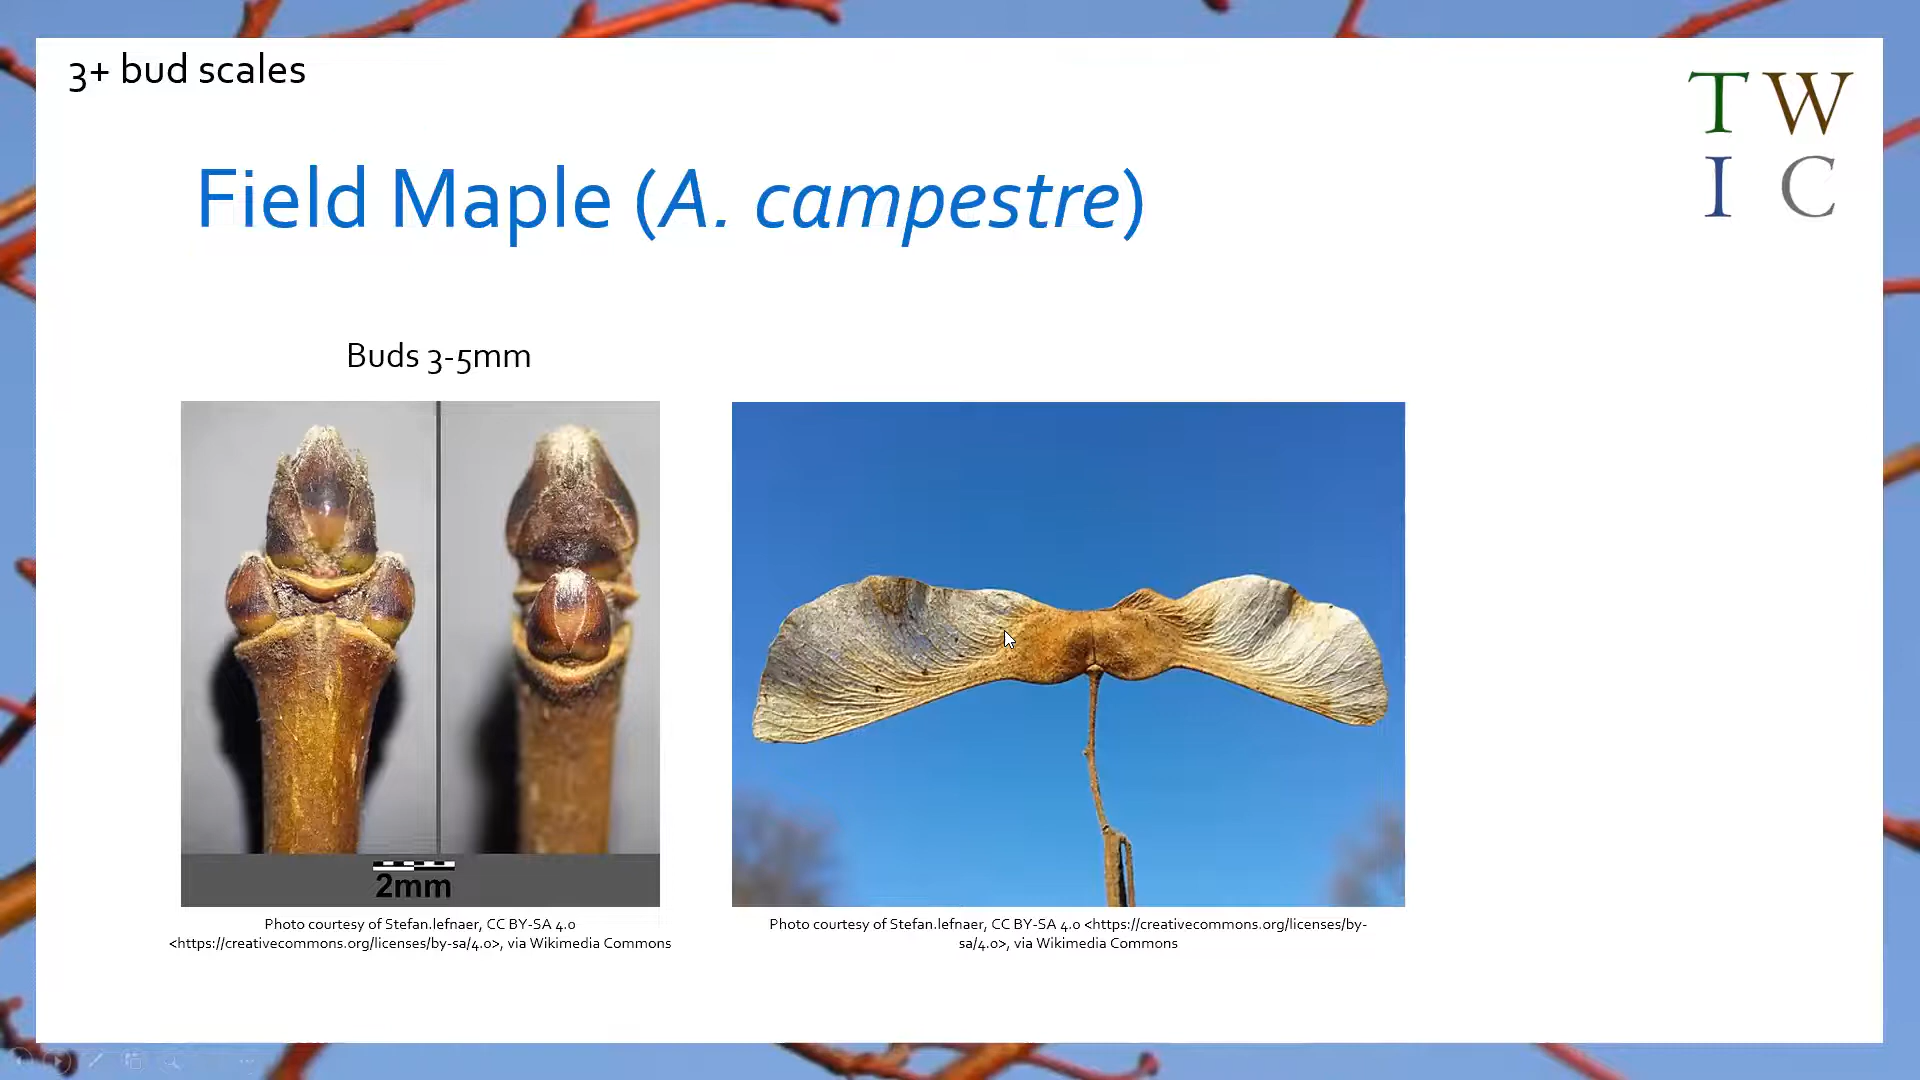 3+ bud scales
T W
I C
Field Maple (A. campestre)
Buds 3-5mm
2mm
Photo courtesy of Stefan.lefnaer, CC BY-SA 4.0
<https://creativecommons.org/licenses/by-sa/4.0>, via Wikimedia Commons
Photo courtesy of Stefan.lefnaer, CC BY-SA 4.0 <https://creativecommons.org/licenses/by-
sa/4.0>, via Wikimedia Commons